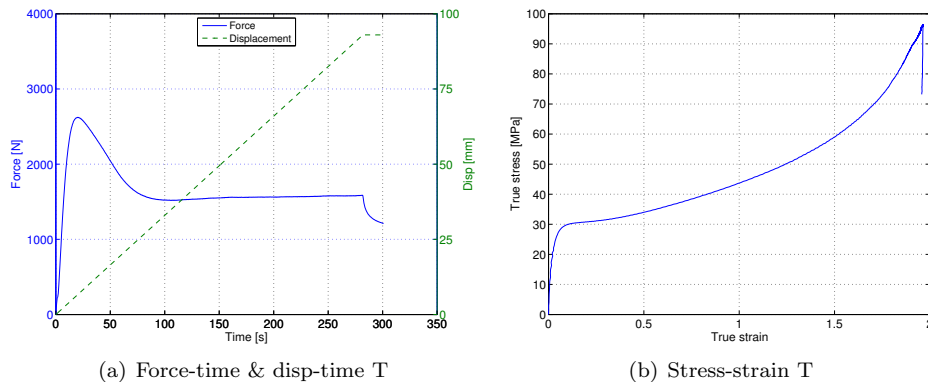 4000
3000
2000
1000
0
Force [N]
Force
Displacement
100
75
50
25
0
Disp [mm]
0 50 100 150 200 250 300 350
Time [s]
(a) Force-time & disp-time T
100
90
80
70
60
50
40
30
20
10
0
True stress [MPa]
0 0.5 1 1.5 2
True strain
(b) Stress-strain T